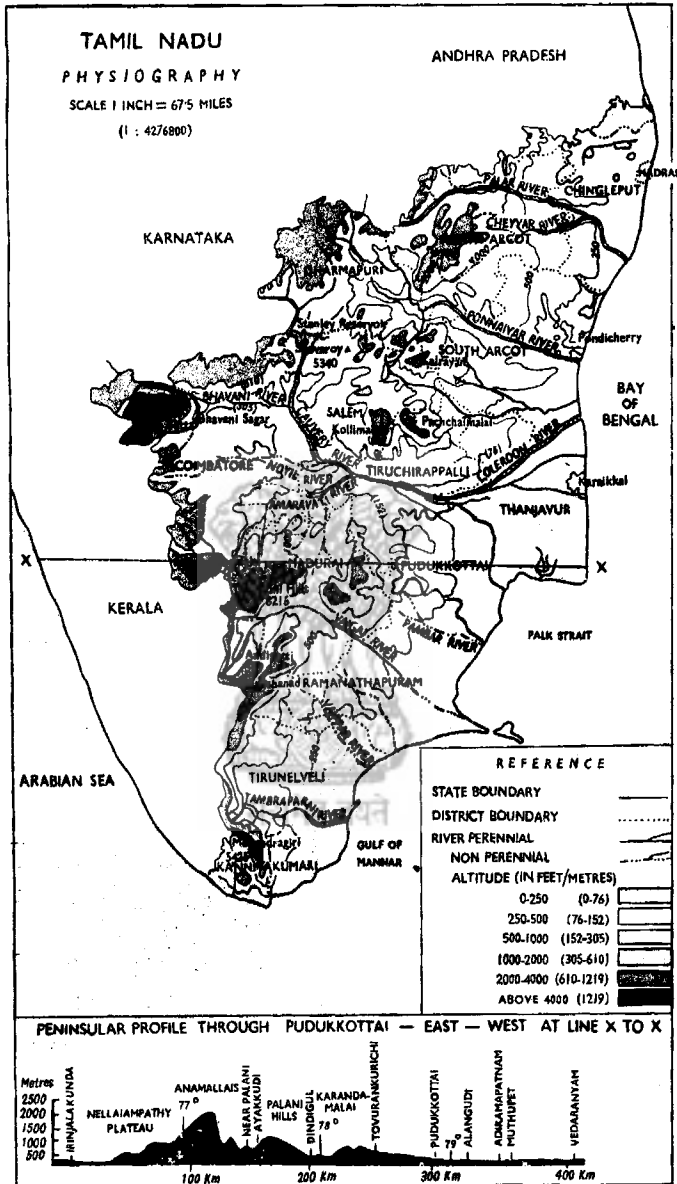 TAMIL NADU
PHYSIOGRAPHY
SCALE 1 INCH = 67·5 MILES
(1 : 4276800)
ANDHRA PRADESH
MADRAS
PALAR RIVER
CHINGLEPUT
CHEYYAR RIVER
ARCOT
KARNATAKA
DHARMAPURI
250
500
PONNAIYAR RIVER
Pondicherry
Stanley Reservoir
5340
SOUTH ARCOT
BHAVANI RIVER
Bhavani Sagar
BAY
OF
BENGAL
SALEM
Kollimalai
Pachchaimalai
CAUVERY RIVER
COLEROON RIVER
COIMBATORE
NOYIL RIVER
TIRUCHIRAPPALLI
Karaikkal
AMARAVATI RIVER
THANJAVUR
X
MADURAI
PUDUKKOTTAI
X
KERALA
Hills
VAIGAI RIVER
PAMBAR RIVER
PALK STRAIT
RAMANATHAPURAM
VAIPPAR RIVER
ARABIAN SEA
TIRUNELVELI
TAMBRAPARNI RIVER
GULF OF
MANNAR
KANNIYAKUMARI
REFERENCE
STATE BOUNDARY
DISTRICT BOUNDARY
RIVER PERENNIAL
NON PERENNIAL
ALTITUDE (IN FEET/METRES)
0-250 (0-76)
250-500 (76-152)
500-1000 (152-305)
1000-2000 (305-610)
2000-4000 (610-1219)
ABOVE 4000 (1219)
PENINSULAR PROFILE THROUGH PUDUKKOTTAI — EAST — WEST AT LINE X TO X
Metres
2500
2000
1500
1000
500
IRINJALAKUNDA
NELLAIAMPATHY
PLATEAU
ANAMALLAIS
77°
NEAR PALANI
AYAKKUDI
PALANI
HILLS
DINDIGUL
KARANDA-
MALAI
78°
TOVURANKURICHI
PUDUKKOTTAI
79°
ALANGUDI
ADIRAMAPATNAM
MUTHUPET
VEDARANYAM
100 Km
200 Km
300 Km
400 Km